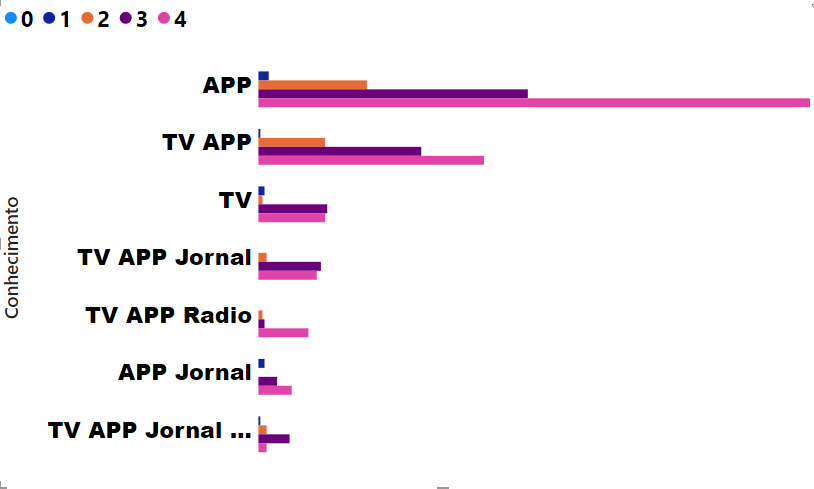 0 1 2 3 4
APP
TV APP
TV
TV APP Jornal
TV APP Radio
APP Jornal
TV APP Jornal ...
Conhecimento